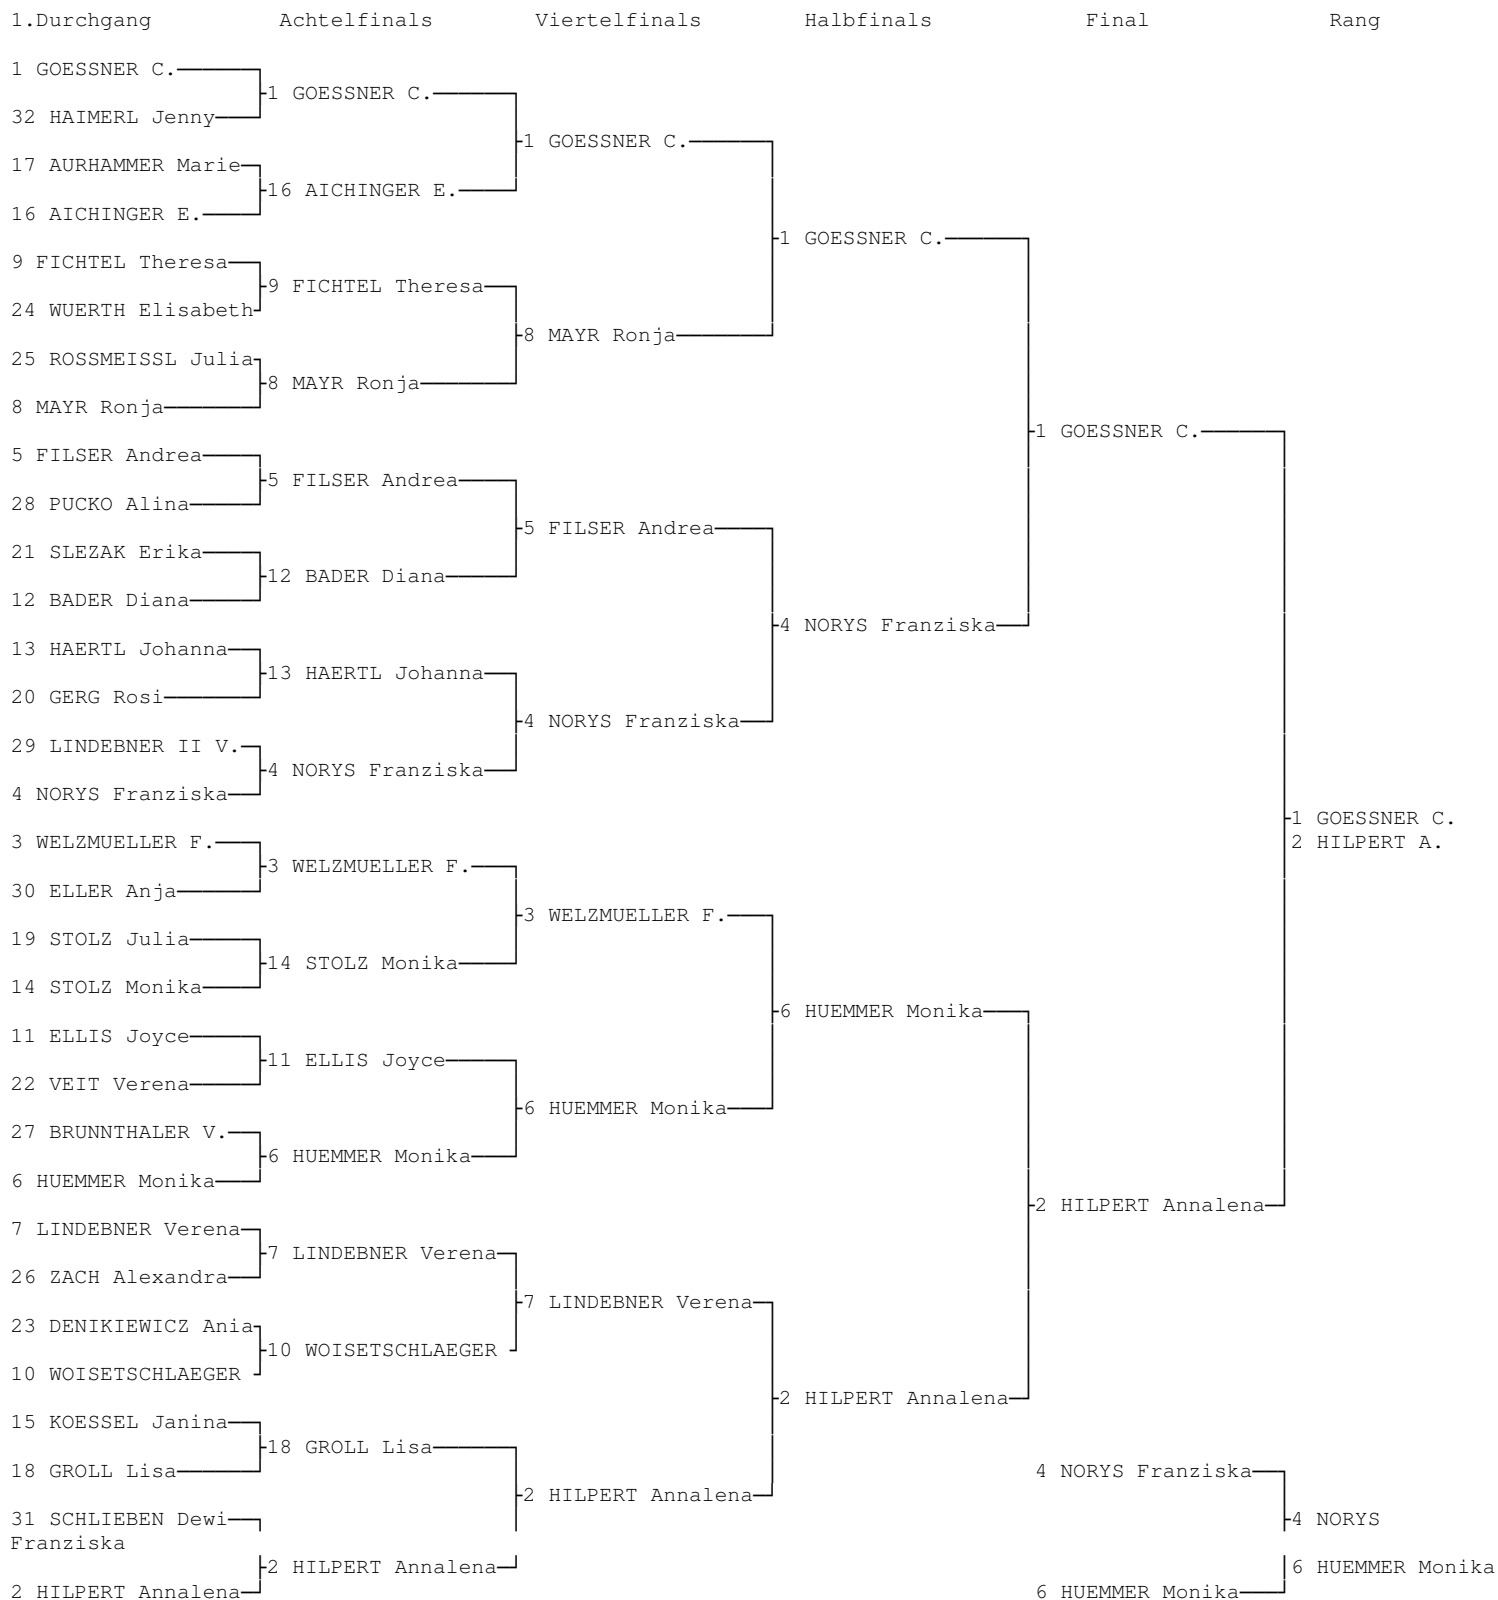 1.Durchgang Achtelfinals Viertelfinals Halbfinals Final Rang
1 GOESSNER C.
1 GOESSNER C.
32 HAIMERL Jenny
1 GOESSNER C.
17 AURHAMMER Marie
16 AICHINGER E.
16 AICHINGER E.
1 GOESSNER C.
9 FICHTEL Theresa
9 FICHTEL Theresa
24 WUERTH Elisabeth
8 MAYR Ronja
25 ROSSMEISSL Julia
8 MAYR Ronja
8 MAYR Ronja
1 GOESSNER C.
5 FILSER Andrea
5 FILSER Andrea
28 PUCKO Alina
5 FILSER Andrea
21 SLEZAK Erika
12 BADER Diana
12 BADER Diana
4 NORYS Franziska
13 HAERTL Johanna
13 HAERTL Johanna
20 GERG Rosi
4 NORYS Franziska
29 LINDEBNER II V.
4 NORYS Franziska
4 NORYS Franziska
1 GOESSNER C.
3 WELZMUELLER F. 2 HILPERT A.
3 WELZMUELLER F.
30 ELLER Anja
3 WELZMUELLER F.
19 STOLZ Julia
14 STOLZ Monika
14 STOLZ Monika
6 HUEMMER Monika
11 ELLIS Joyce
11 ELLIS Joyce
22 VEIT Verena
6 HUEMMER Monika
27 BRUNNTHALER V.
6 HUEMMER Monika
6 HUEMMER Monika
2 HILPERT Annalena
7 LINDEBNER Verena
7 LINDEBNER Verena
26 ZACH Alexandra
7 LINDEBNER Verena
23 DENIKIEWICZ Ania
10 WOISETSCHLAEGER
10 WOISETSCHLAEGER
2 HILPERT Annalena
15 KOESSEL Janina
18 GROLL Lisa
18 GROLL Lisa 4 NORYS Franziska
2 HILPERT Annalena
31 SCHLIEBEN Dewi 4 NORYS
Franziska
2 HILPERT Annalena 6 HUEMMER Monika
2 HILPERT Annalena 6 HUEMMER Monika